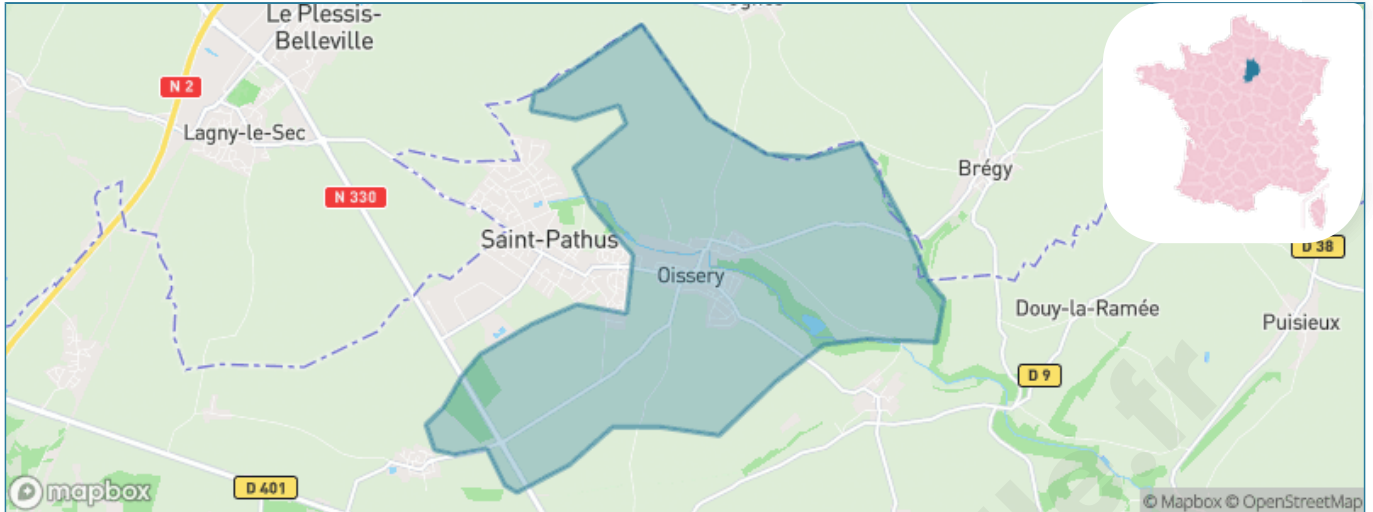 Le Plessis-
Belleville
N 2
Lagny-le-Sec
Brégy
N 330
Saint-Pathus
D 38
Oissery
Douy-la-Ramée
Puisieux
D 9
D 401
mapbox
© Mapbox © OpenStreetMap